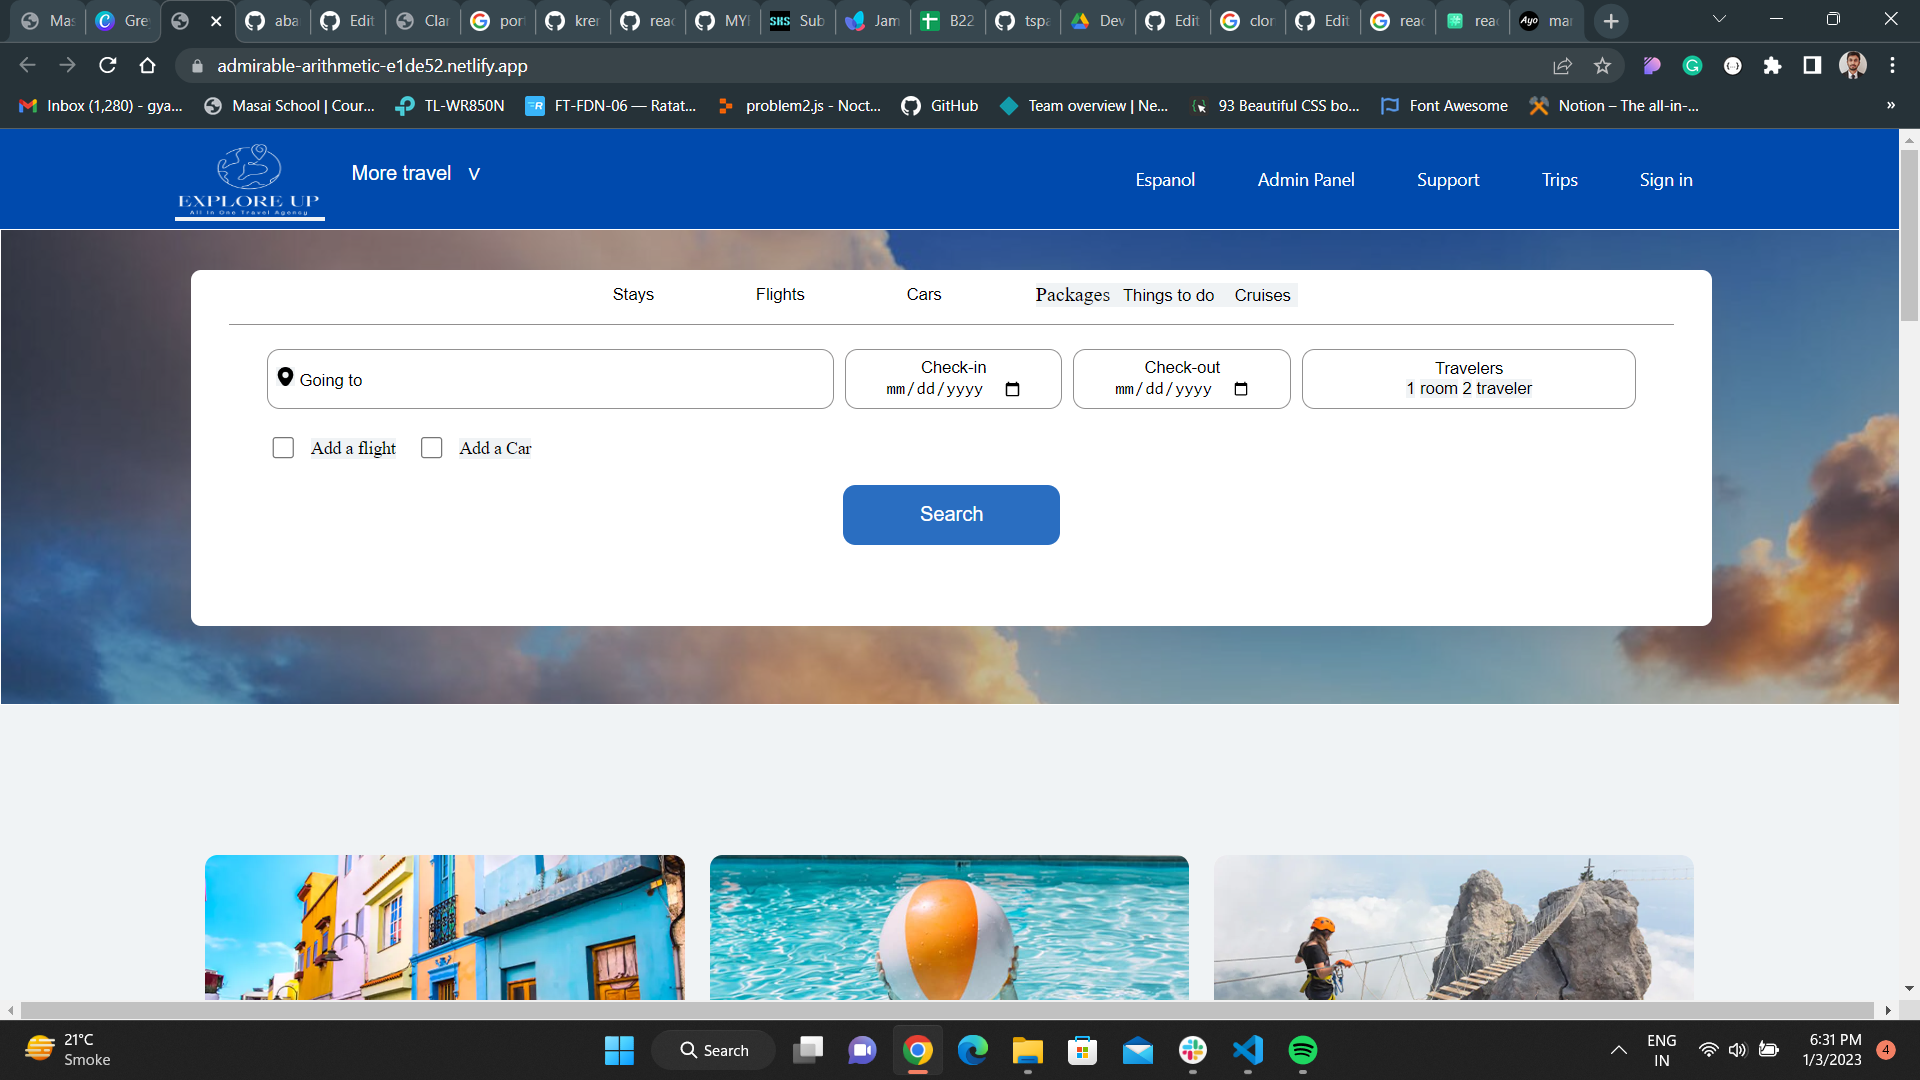 Mas
Gre
aba
Edit
Clar
por
krer
reac
MYl
SKS Sub
Jam
B22
tspa
Dev
Edit
clor
Edit
reac
reac
Ayo mar
admirable-arithmetic-e1de52.netlify.app
Inbox (1,280) - gya... Masai School | Cour... TL-WR850N FT-FDN-06 — Ratat... problem2.js - Noct... GitHub Team overview | Ne... 93 Beautiful CSS bo... Font Awesome Notion – The all-in-... »
EXPLORE UP
All In One Travel Agency
More travel V
Espanol Admin Panel Support Trips Sign in
Stays Flights Cars Packages Things to do Cruises
Going to
Check-in
mm/dd/yyyy
Check-out
mm/dd/yyyy
Travelers
1 room 2 traveler
Add a flight Add a Car
Search
21°C
Smoke
Search
ENG
IN
6:31 PM
1/3/2023
4